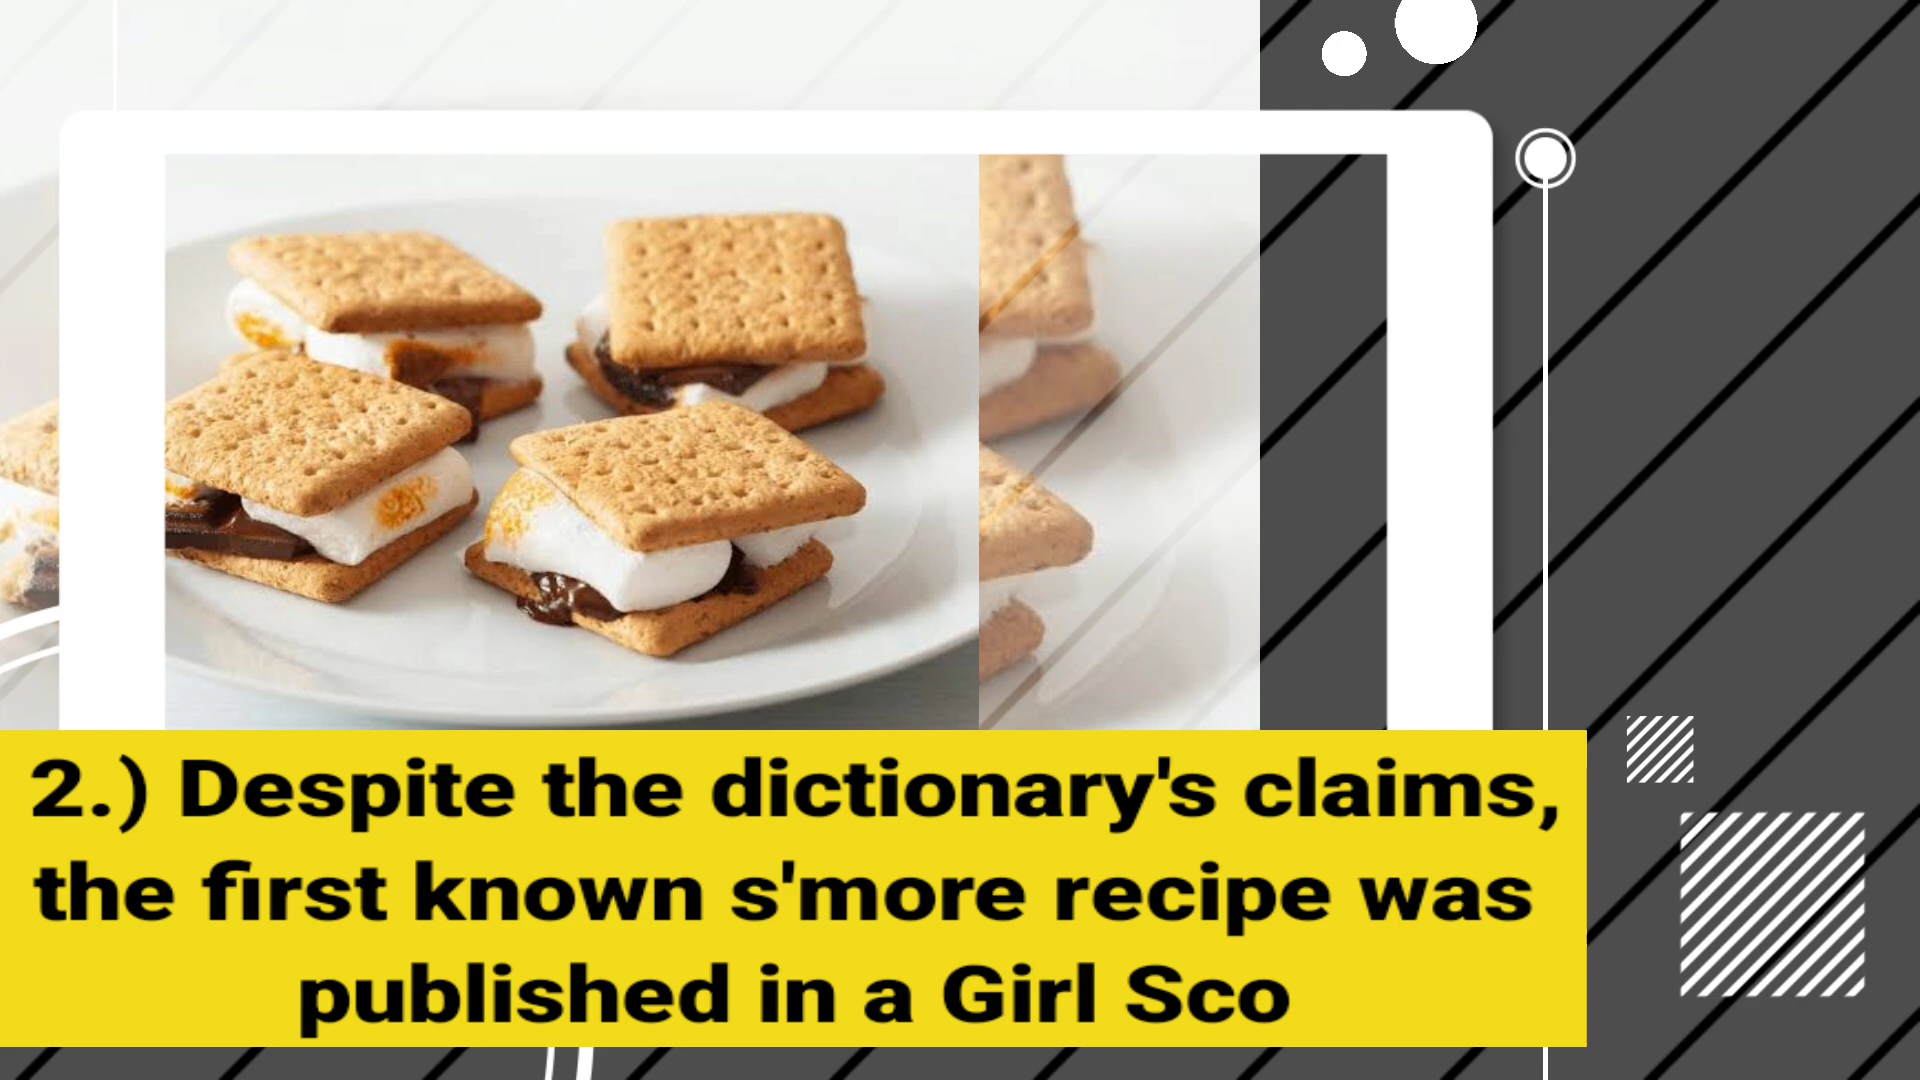 2.) Despite the dictionary's claims,
the first known s'more recipe was
published in a Girl Sco